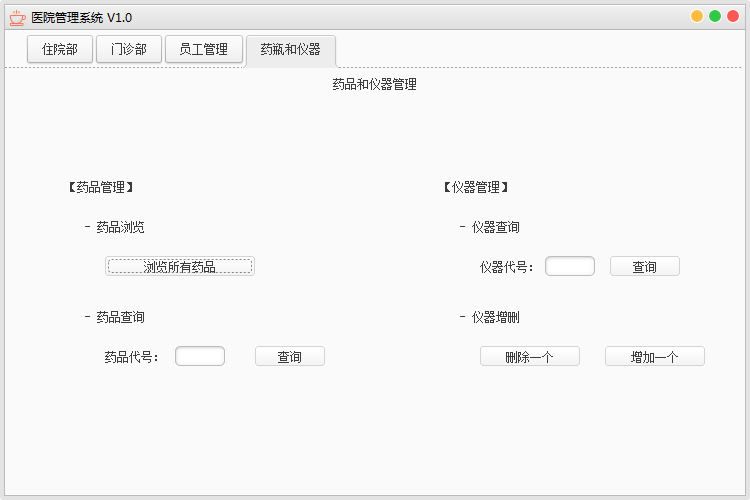 医院管理系统 V1.0
住院部 门诊部 员工管理 药瓶和仪器
药品和仪器管理
【药品管理】
- 药品浏览
浏览所有药品
- 药品查询
药品代号： 查询
【仪器管理】
- 仪器查询
仪器代号： 查询
- 仪器增删
删除一个 增加一个